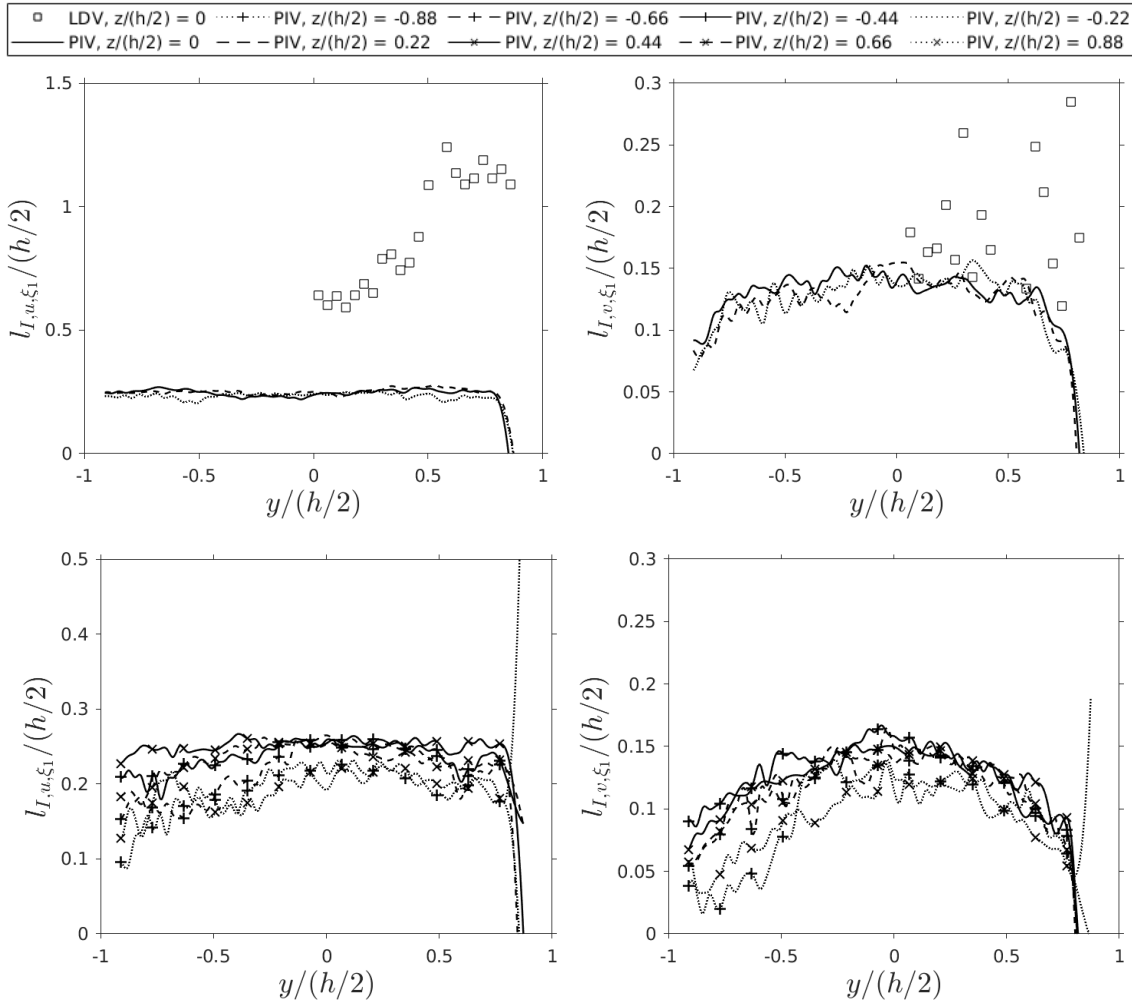 LDV, z/(h/2) = 0 PIV, z/(h/2) = -0.88 PIV, z/(h/2) = -0.66 PIV, z/(h/2) = -0.44 PIV, z/(h/2) = -0.22
PIV, z/(h/2) = 0 PIV, z/(h/2) = 0.22 PIV, z/(h/2) = 0.44 PIV, z/(h/2) = 0.66 PIV, z/(h/2) = 0.88
l_{I,u,ξ_1}/(h/2)
1.5
1
0.5
0
-1 -0.5 0 0.5 1
y/(h/2)
l_{I,v,ξ_1}/(h/2)
0.3
0.25
0.2
0.15
0.1
0.05
0
-1 -0.5 0 0.5 1
y/(h/2)
l_{I,u,ξ_1}/(h/2)
0.5
0.4
0.3
0.2
0.1
0
-1 -0.5 0 0.5 1
y/(h/2)
l_{I,v,ξ_1}/(h/2)
0.3
0.25
0.2
0.15
0.1
0.05
0
-1 -0.5 0 0.5 1
y/(h/2)